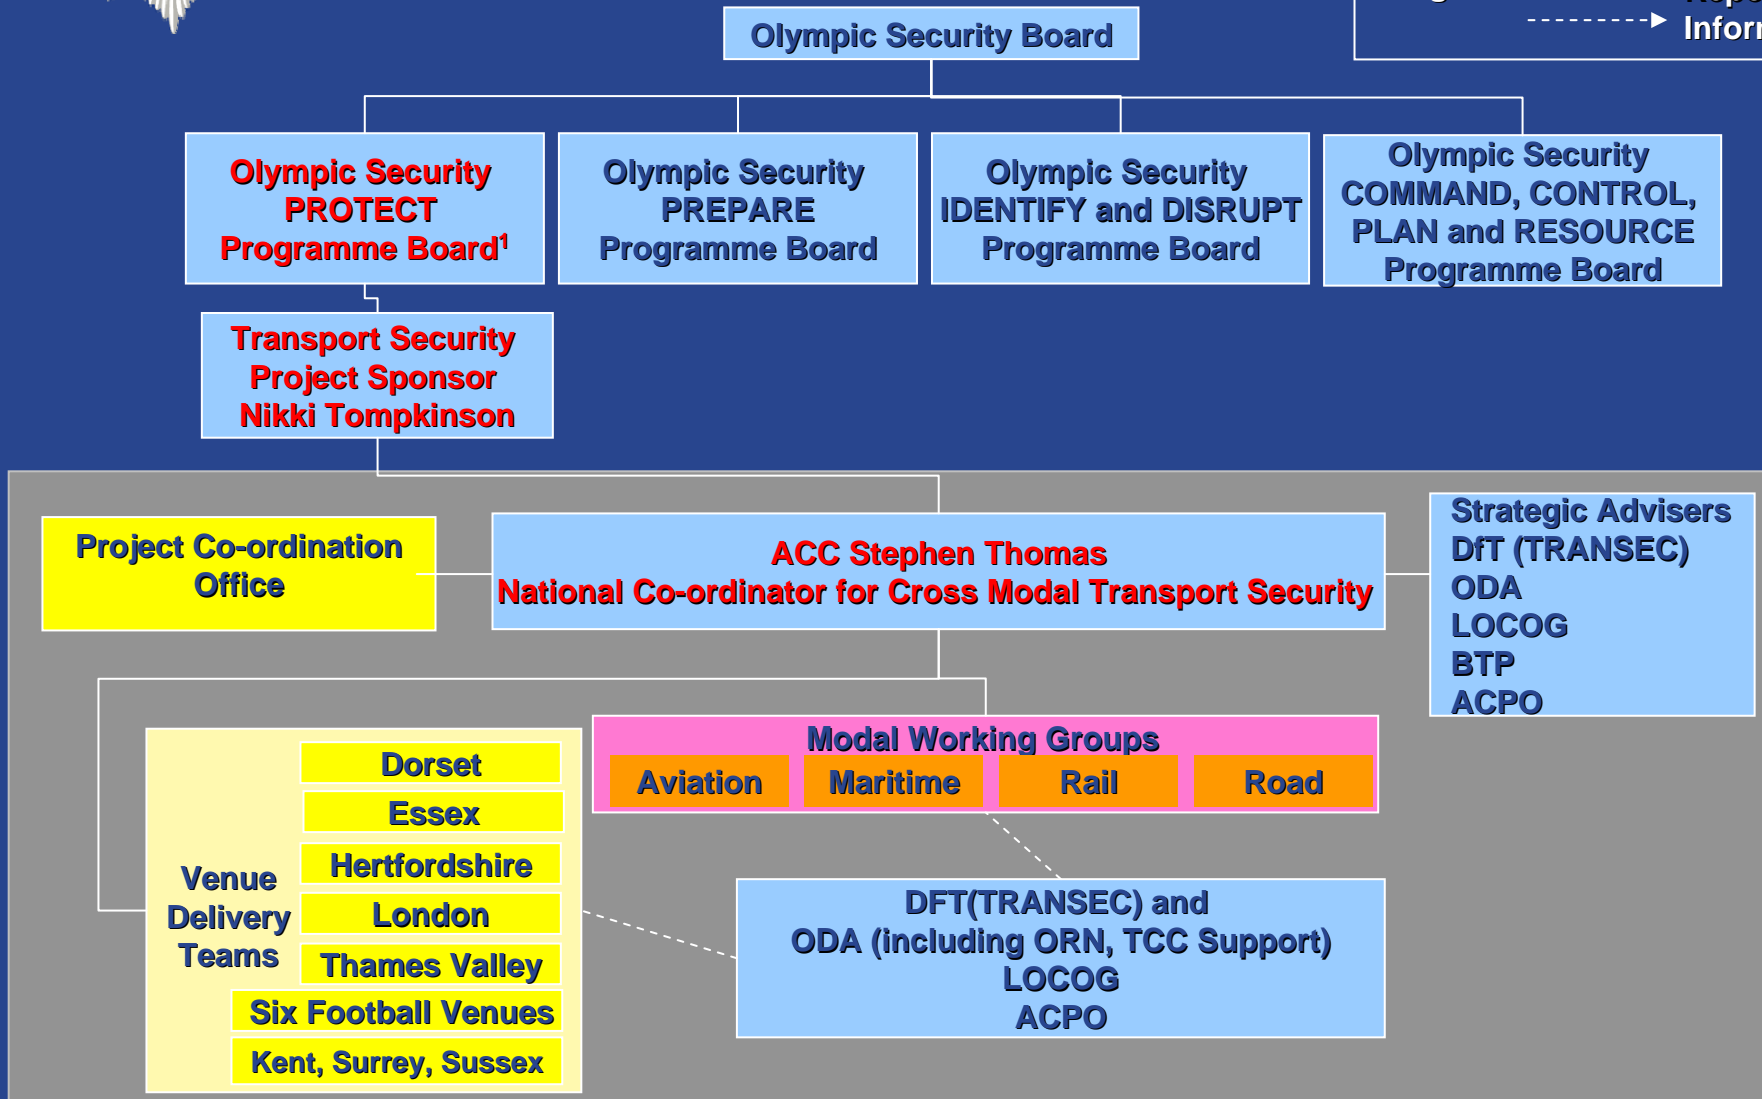 Olympic Security Board
Inform
Olympic Security
PROTECT
Programme Board¹
Olympic Security
PREPARE
Programme Board
Olympic Security
IDENTIFY and DISRUPT
Programme Board
Olympic Security
COMMAND, CONTROL,
PLAN and RESOURCE
Programme Board
Transport Security
Project Sponsor
Nikki Tompkinson
Project Co-ordination
Office
ACC Stephen Thomas
National Co-ordinator for Cross Modal Transport Security
Strategic Advisers
DfT (TRANSEC)
ODA
LOCOG
BTP
ACPO
Modal Working Groups
Aviation
Maritime
Rail
Road
Venue
Delivery
Teams
Dorset
Essex
Hertfordshire
London
Thames Valley
Six Football Venues
Kent, Surrey, Sussex
DFT(TRANSEC) and
ODA (including ORN, TCC Support)
LOCOG
ACPO